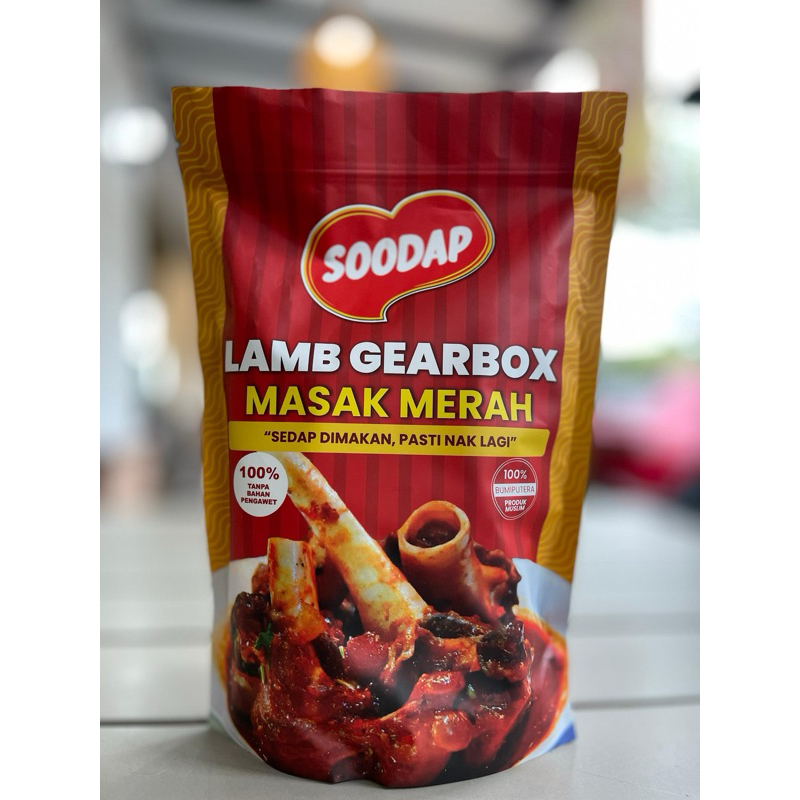 SOODAP
LAMB GEARBOX
MASAK MERAH
“SEDAP DIMAKAN, PASTI NAK LAGI”
100%
TANPA
BAHAN
PENGAWET
100%
BUMIPUTERA
PRODUK
MUSLIM